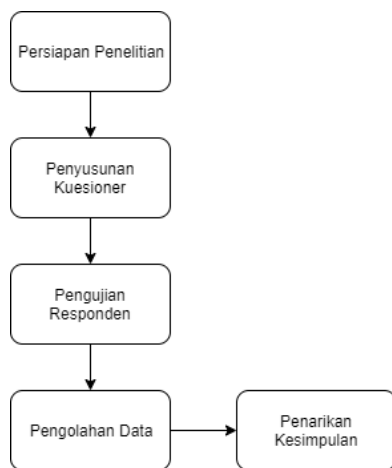 Persiapan Penelitian
Penyusunan
Kuesioner
Pengujian
Responden
Pengolahan Data
Penarikan
Kesimpulan